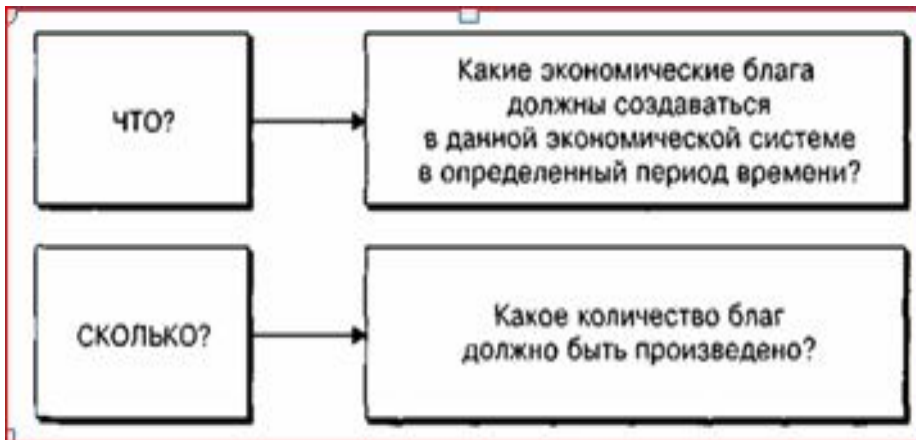 ЧТО?
Какие экономические блага
должны создаваться
в данной экономической системе
в определенный период времени?
СКОЛЬКО?
Какое количество благ
должно быть произведено?